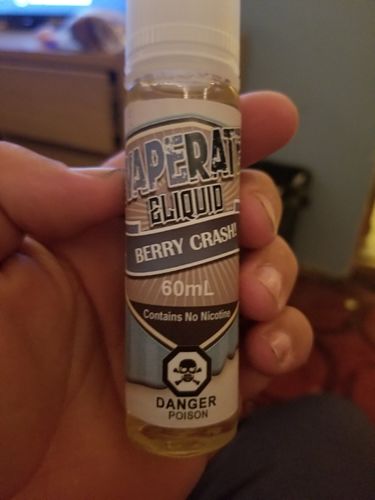 ELIQUID
BERRY CRASH!
60mL
Contains No Nicotine
DANGER
POISON